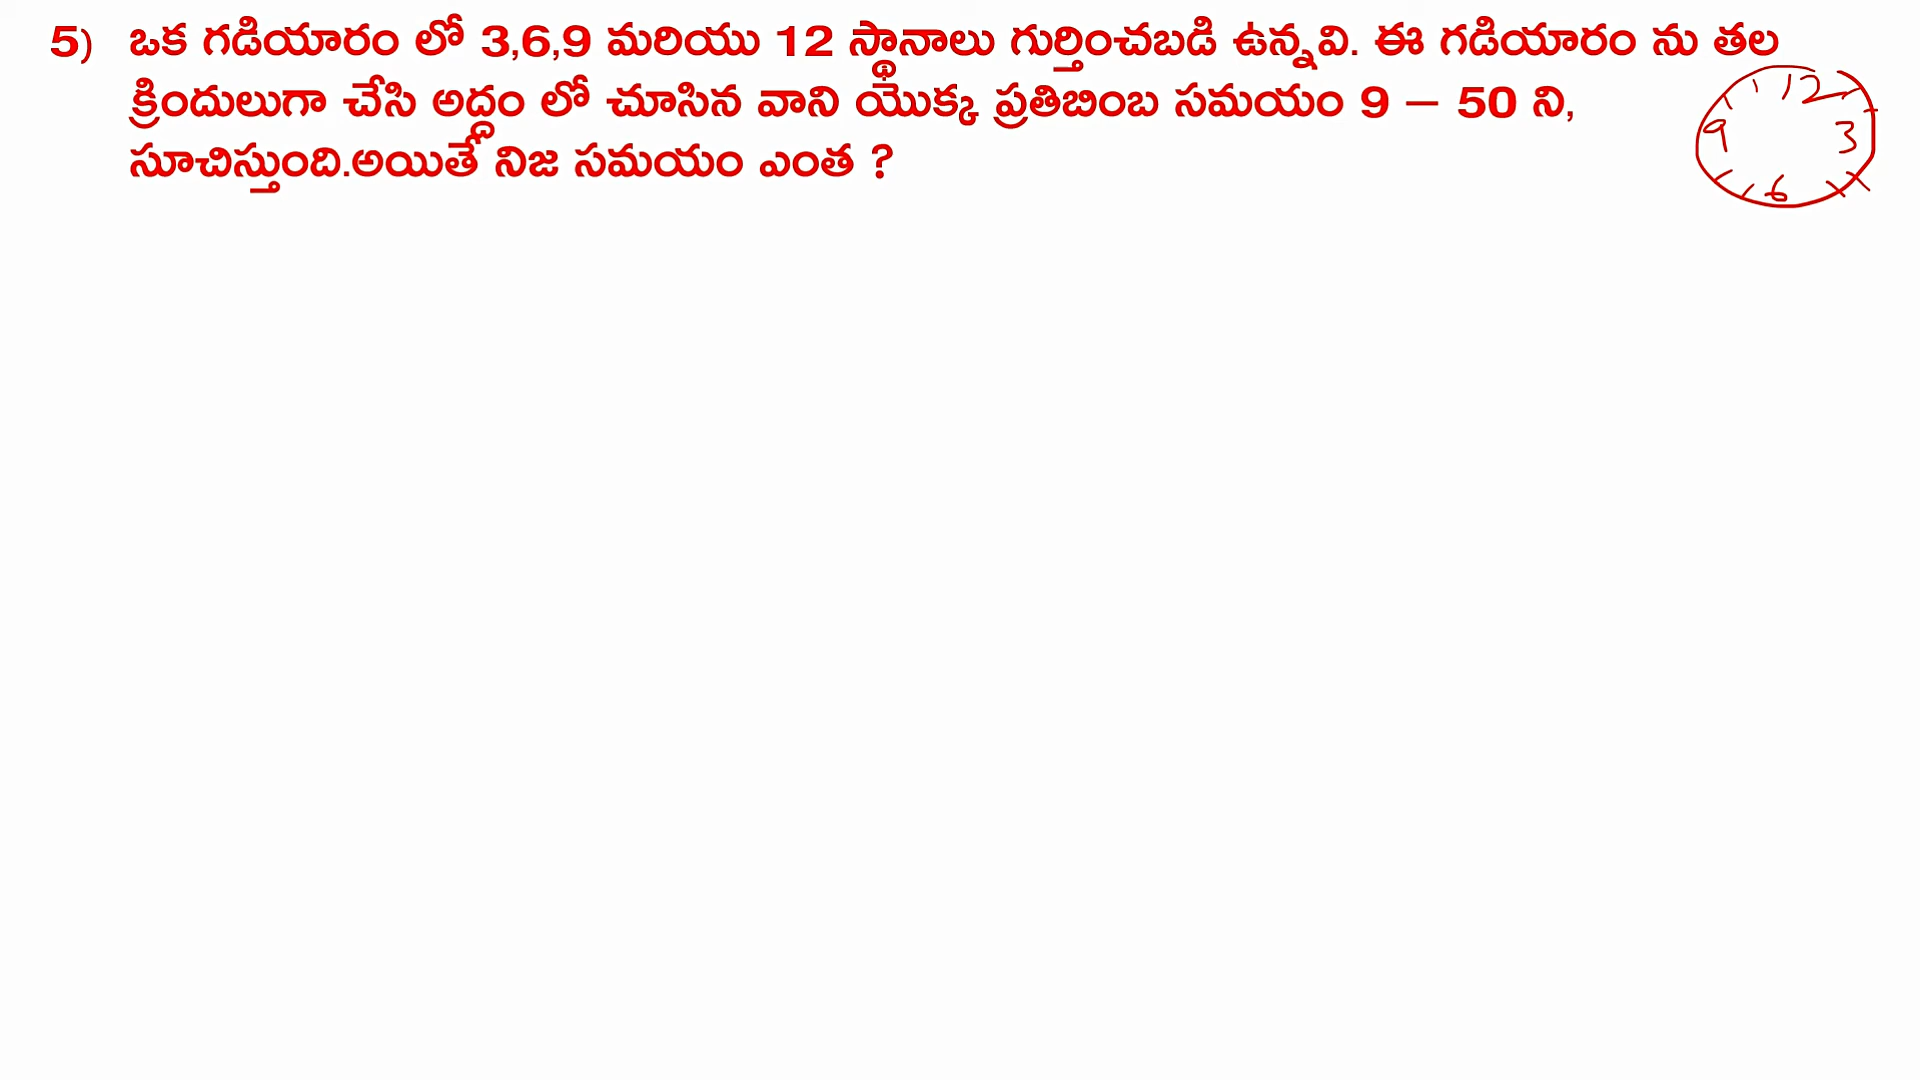 5) ఒక గడియారం లో 3,6,9 మరియు 12 స్థానాలు గుర్తించబడి ఉన్నవి. ఈ గడియారం ను తల
క్రిందులుగా చేసి అద్దం లో చూసిన వాని యొక్క ప్రతిబింబ సమయం 9 – 50 ని,
సూచిస్తుంది.అయితే నిజ సమయం ఎంత ?
12
9 3
6